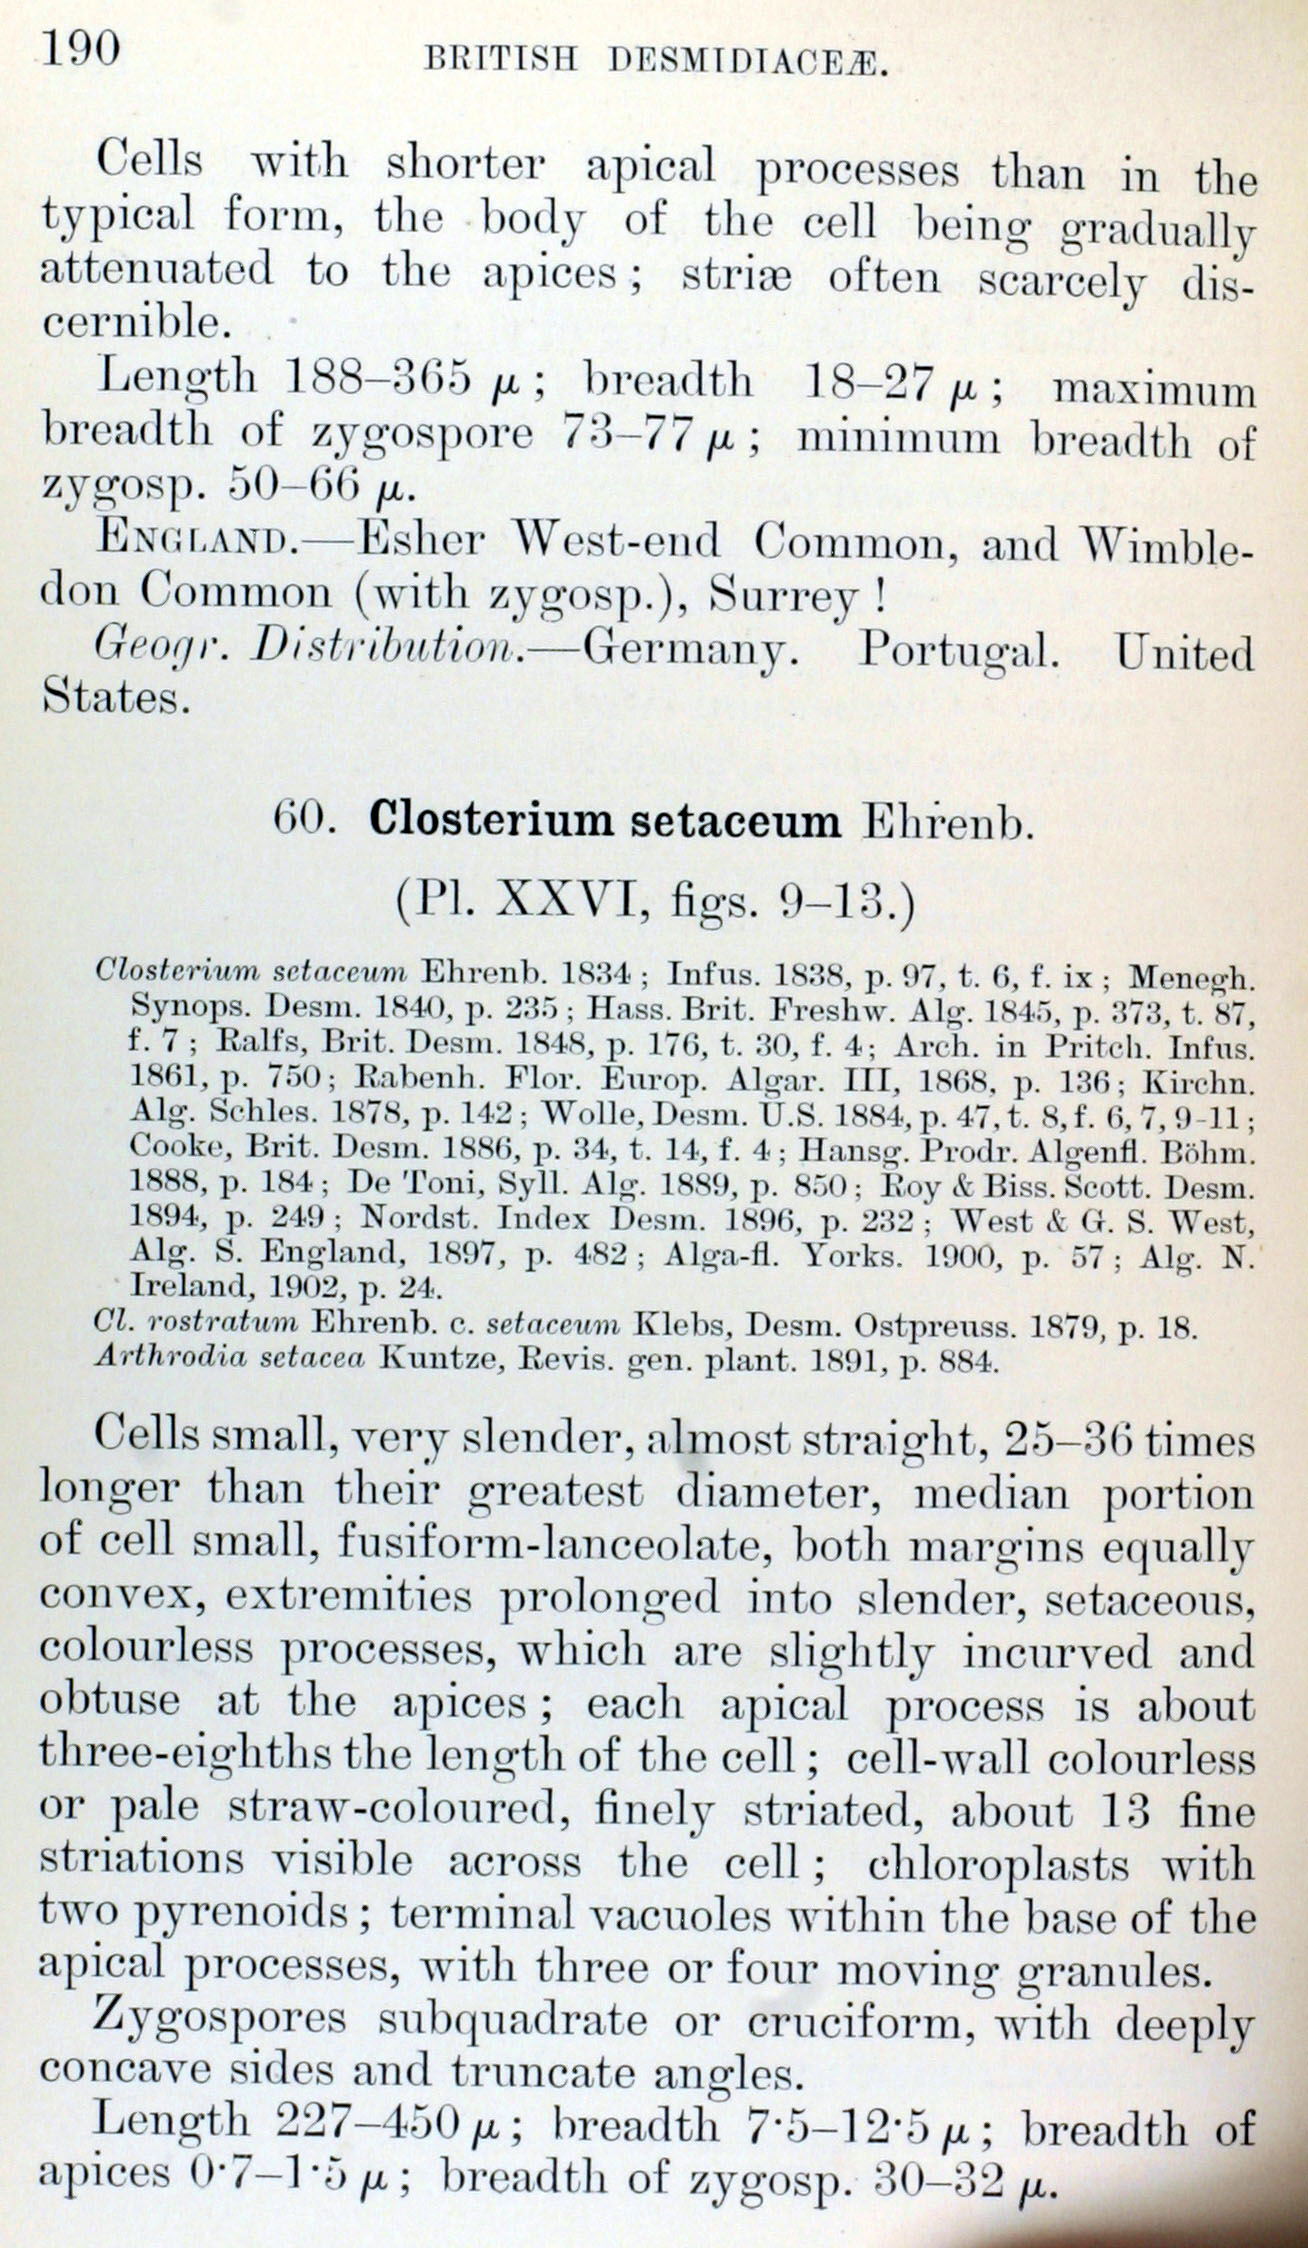 190
BRITISH DESMIDIACEÆ.
Cells with shorter apical processes than in the
typical form, the body of the cell being gradually
attenuated to the apices; striæ often scarcely dis-
cernible.
Length 188–365 μ; breadth 18–27 μ; maximum
breadth of zygospore 73–77 μ; minimum breadth of
zygosp. 50–66 μ.
ENGLAND.—Esher West-end Common, and Wimble-
don Common (with zygosp.), Surrey!
Geogr. Distribution.—Germany. Portugal. United
States.
60. Closterium setaceum Ehrenb.
(Pl. XXVI, figs. 9–13.)
Closterium setaceum Ehrenb. 1834; Infus. 1838, p. 97, t. 6, f. ix; Menegh.
Synops. Desm. 1840, p. 235; Hass. Brit. Freshw. Alg. 1845, p. 373, t. 87,
f. 7; Ralfs, Brit. Desm. 1848, p. 176, t. 30, f. 4; Arch. in Pritch. Infus.
1861, p. 750; Rabenh. Flor. Europ. Algar. III, 1868, p. 136; Kirchn.
Alg. Schles. 1878, p. 142; Wolle, Desm. U.S. 1884, p. 47, t. 8, f. 6, 7, 9-11;
Cooke, Brit. Desm. 1886, p. 34, t. 14, f. 4; Hansg. Prodr. Algenfl. Böhm.
1888, p. 184; De Toni, Syll. Alg. 1889, p. 850; Roy & Biss. Scott. Desm.
1894, p. 249; Nordst. Index Desm. 1896, p. 232; West & G. S. West,
Alg. S. England, 1897, p. 482; Alga-fl. Yorks. 1900, p. 57; Alg. N.
Ireland, 1902, p. 24.
Cl. rostratum Ehrenb. c. setaceum Klebs, Desm. Ostpreuss. 1879, p. 18.
Arthrodia setacea Kuntze, Revis. gen. plant. 1891, p. 884.
Cells small, very slender, almost straight, 25–36 times
longer than their greatest diameter, median portion
of cell small, fusiform-lanceolate, both margins equally
convex, extremities prolonged into slender, setaceous,
colourless processes, which are slightly incurved and
obtuse at the apices; each apical process is about
three-eighths the length of the cell; cell-wall colourless
or pale straw-coloured, finely striated, about 13 fine
striations visible across the cell; chloroplasts with
two pyrenoids; terminal vacuoles within the base of the
apical processes, with three or four moving granules.
Zygospores subquadrate or cruciform, with deeply
concave sides and truncate angles.
Length 227–450 μ; breadth 7·5–12·5 μ; breadth of
apices 0·7–1·5 μ; breadth of zygosp. 30–32 μ.